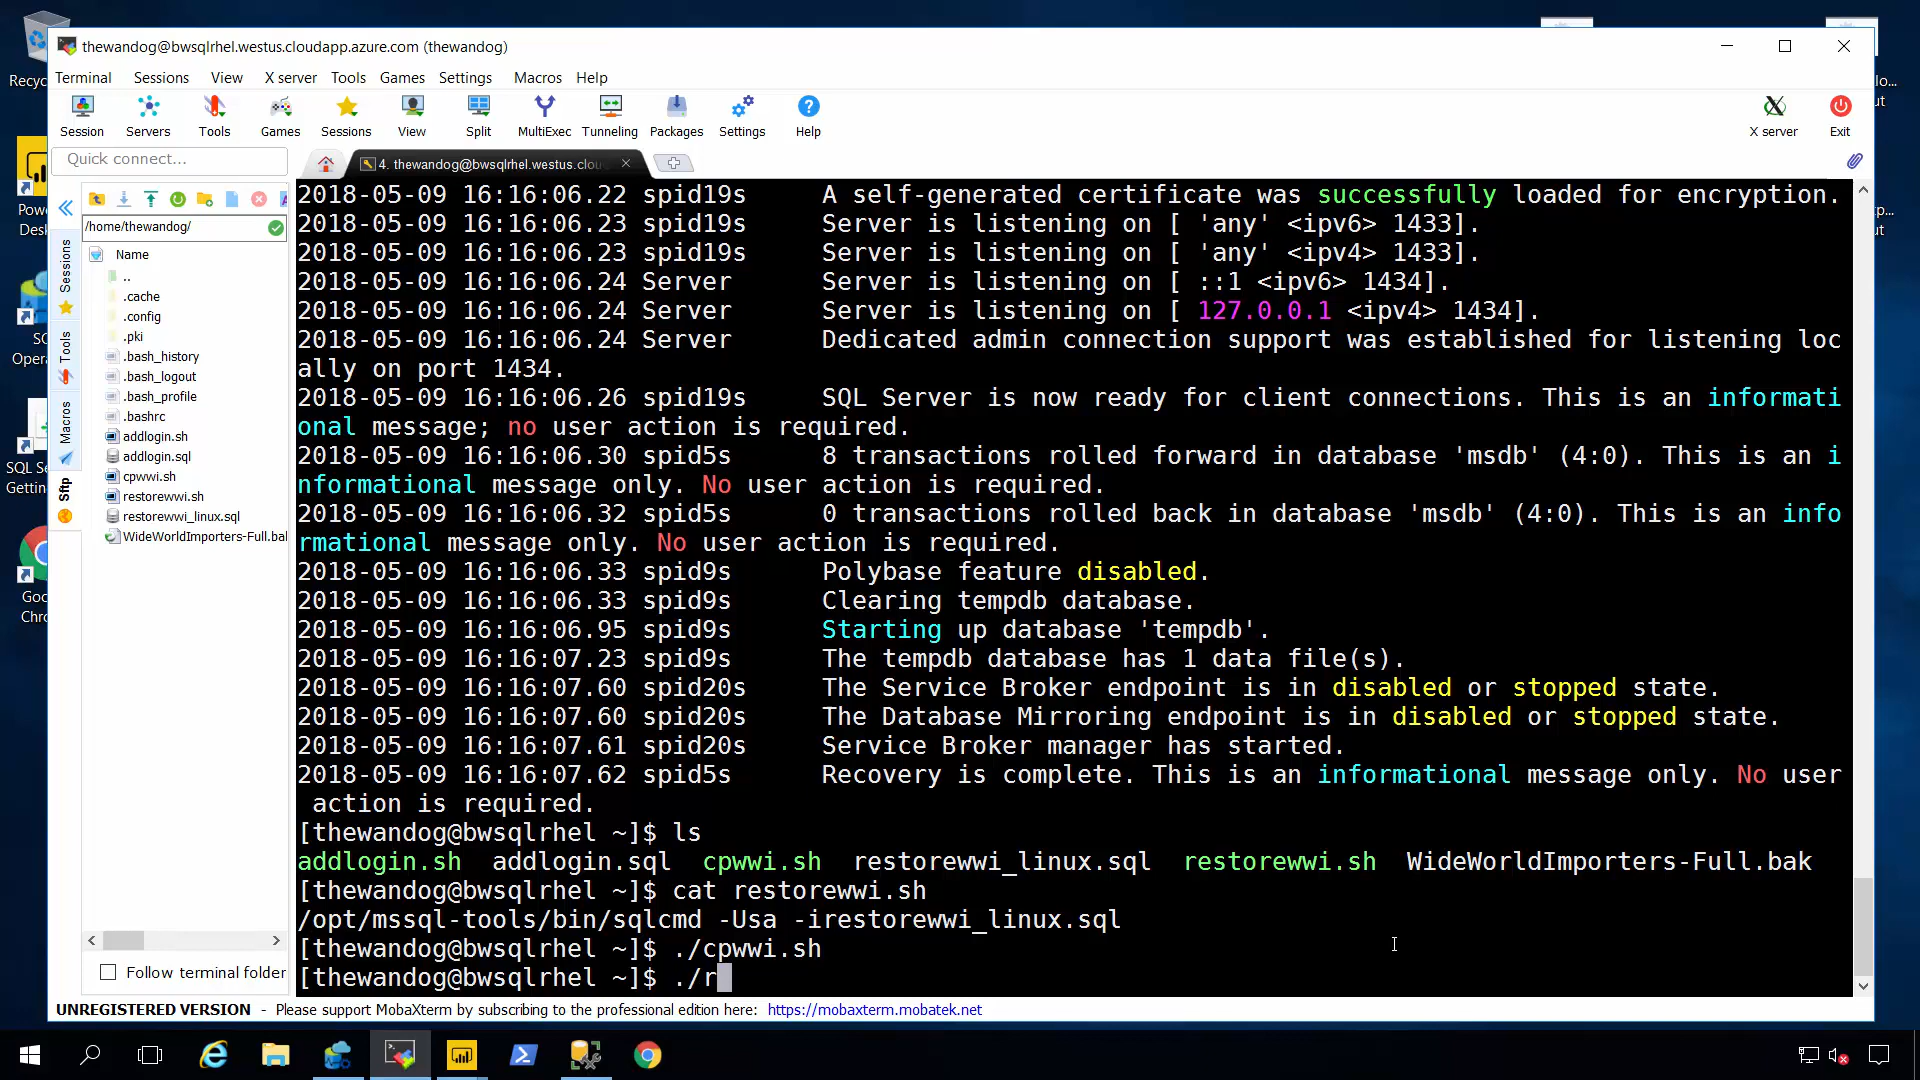 thewandog@bwsqlrhel.westus.cloudapp.azure.com (thewandog)
Terminal Sessions View X server Tools Games Settings Macros Help
Session Servers Tools Games Sessions View Split MultiExec Tunneling Packages Settings Help X server Exit
Quick connect...
4. thewandog@bwsqlrhel.westus.clou
/home/thewandog/
Name
..
.cache
.config
.pki
.bash_history
.bash_logout
.bash_profile
.bashrc
addlogin.sh
addlogin.sql
cpwwi.sh
restorewwi.sh
restorewwi_linux.sql
WideWorldImporters-Full.bal
Sessions
Tools
Macros
Sftp
Follow terminal folder
2018-05-09 16:16:06.22 spid19s A self-generated certificate was successfully loaded for encryption.
2018-05-09 16:16:06.23 spid19s Server is listening on [ 'any' <ipv6> 1433].
2018-05-09 16:16:06.23 spid19s Server is listening on [ 'any' <ipv4> 1433].
2018-05-09 16:16:06.24 Server Server is listening on [ ::1 <ipv6> 1434].
2018-05-09 16:16:06.24 Server Server is listening on [ 127.0.0.1 <ipv4> 1434].
2018-05-09 16:16:06.24 Server Dedicated admin connection support was established for listening loc
ally on port 1434.
2018-05-09 16:16:06.26 spid19s SQL Server is now ready for client connections. This is an informati
onal message; no user action is required.
2018-05-09 16:16:06.30 spid5s 8 transactions rolled forward in database 'msdb' (4:0). This is an i
nformational message only. No user action is required.
2018-05-09 16:16:06.32 spid5s 0 transactions rolled back in database 'msdb' (4:0). This is an info
rmational message only. No user action is required.
2018-05-09 16:16:06.33 spid9s Polybase feature disabled.
2018-05-09 16:16:06.33 spid9s Clearing tempdb database.
2018-05-09 16:16:06.95 spid9s Starting up database 'tempdb'.
2018-05-09 16:16:07.23 spid9s The tempdb database has 1 data file(s).
2018-05-09 16:16:07.60 spid20s The Service Broker endpoint is in disabled or stopped state.
2018-05-09 16:16:07.60 spid20s The Database Mirroring endpoint is in disabled or stopped state.
2018-05-09 16:16:07.61 spid20s Service Broker manager has started.
2018-05-09 16:16:07.62 spid5s Recovery is complete. This is an informational message only. No user
action is required.
[thewandog@bwsqlrhel ~]$ ls
addlogin.sh addlogin.sql cpwwi.sh restorewwi_linux.sql restorewwi.sh WideWorldImporters-Full.bak
[thewandog@bwsqlrhel ~]$ cat restorewwi.sh
/opt/mssql-tools/bin/sqlcmd -Usa -irestorewwi_linux.sql
[thewandog@bwsqlrhel ~]$ ./cpwwi.sh
[thewandog@bwsqlrhel ~]$ ./r
UNREGISTERED VERSION - Please support MobaXterm by subscribing to the professional edition here: https://mobaxterm.mobatek.net
Recyc
Pow
Desk
SQ
Opera
SQL Se
Gettin
Goo
Chro